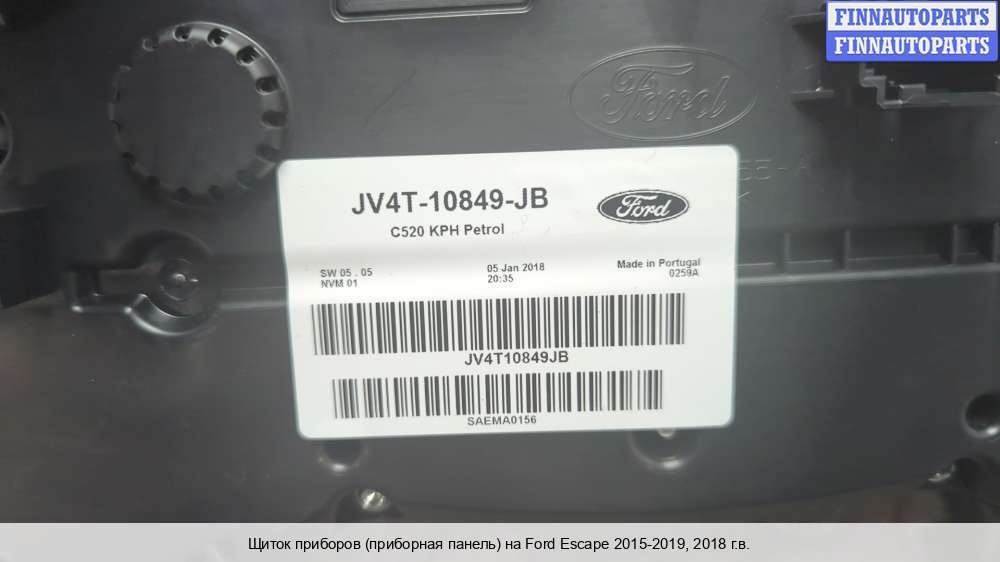 FINNAUTOPARTS
FINNAUTOPARTS
Ford
JV4T-10849-JB
Ford
C520 KPH Petrol
SW 05 . 05
NVM 01
05 Jan 2018
20:35
Made in Portugal
0259A
JV4T10849JB
SAEMA0156
Щиток приборов (приборная панель) на Ford Escape 2015-2019, 2018 г.в.